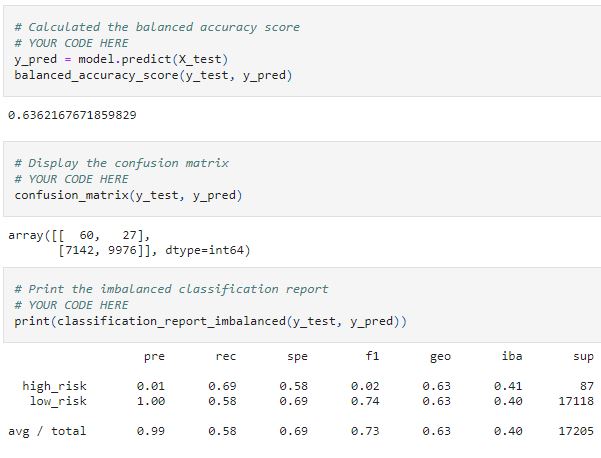 # Calculated the balanced accuracy score
# YOUR CODE HERE
y_pred = model.predict(X_test)
balanced_accuracy_score(y_test, y_pred)
0.6362167671859829
# Display the confusion matrix
# YOUR CODE HERE
confusion_matrix(y_test, y_pred)
array([[  60,   27],
       [7142, 9976]], dtype=int64)
# Print the imbalanced classification report
# YOUR CODE HERE
print(classification_report_imbalanced(y_test, y_pred))
pre rec spe f1 geo iba sup
high_risk 0.01 0.69 0.58 0.02 0.63 0.41 87
low_risk 1.00 0.58 0.69 0.74 0.63 0.40 17118
avg / total 0.99 0.58 0.69 0.73 0.63 0.40 17205